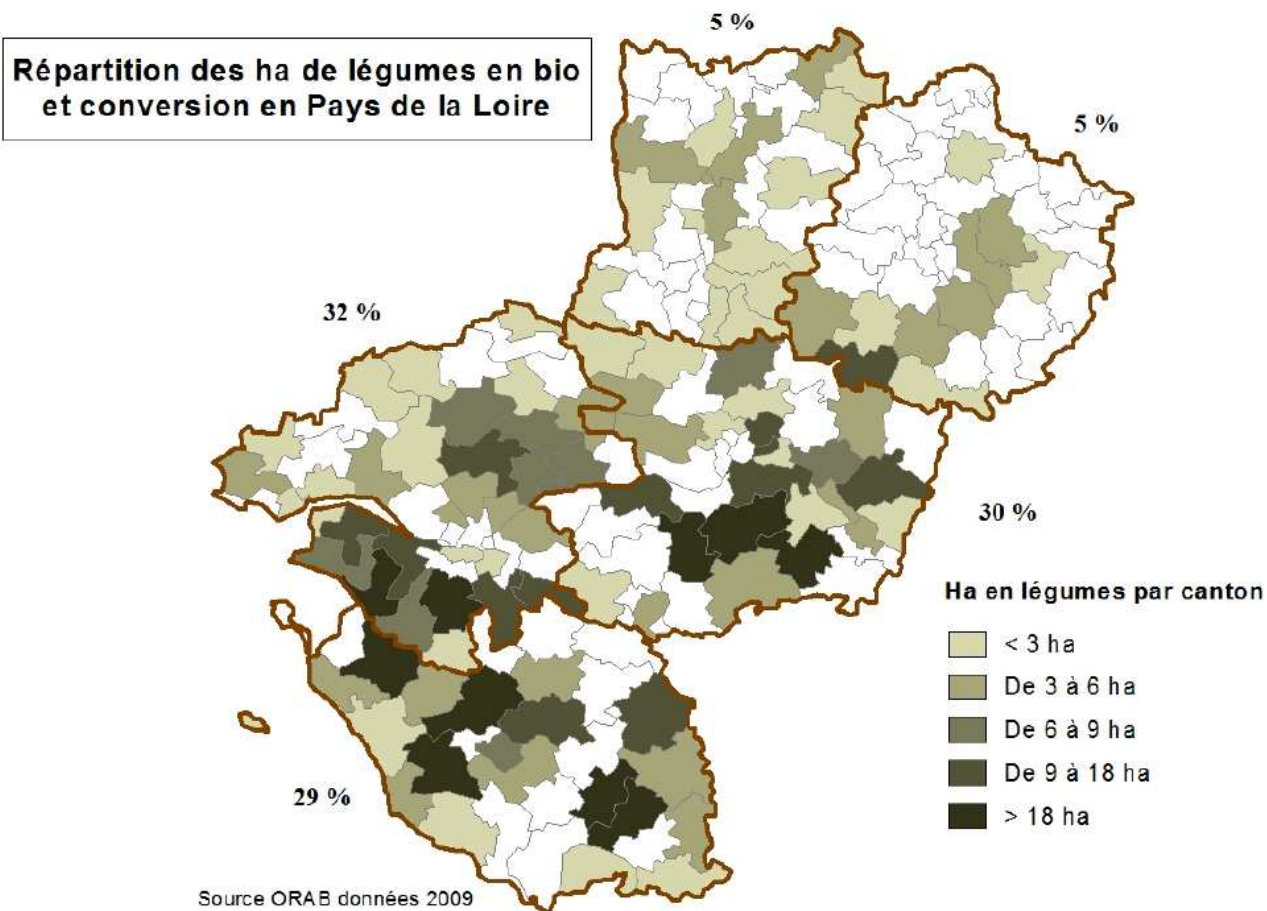 Répartition des ha de légumes en bio
et conversion en Pays de la Loire
5 %
5 %
32 %
30 %
29 %
Ha en légumes par canton
< 3 ha
De 3 à 6 ha
De 6 à 9 ha
De 9 à 18 ha
> 18 ha
Source ORAB données 2009